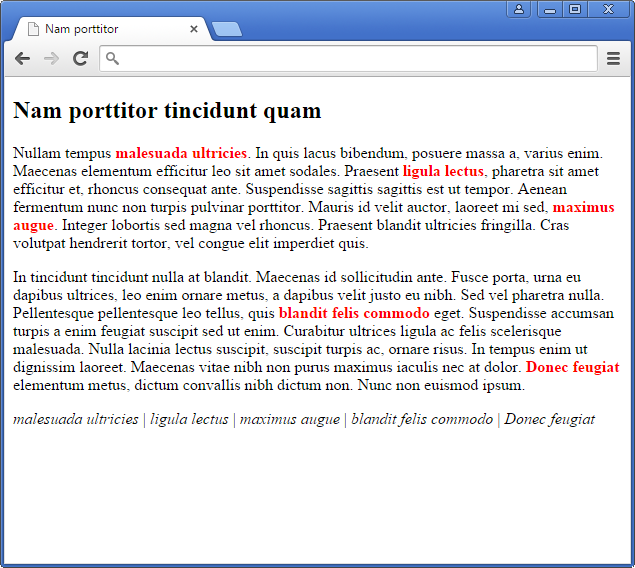 Nam porttitor
Nam porttitor tincidunt quam
Nullam tempus malesuada ultricies. In quis lacus bibendum, posuere massa a, varius enim.
Maecenas elementum efficitur leo sit amet sodales. Praesent ligula lectus, pharetra sit amet
efficitur et, rhoncus consequat ante. Suspendisse sagittis sagittis est ut tempor. Aenean
fermentum nunc non turpis pulvinar porttitor. Mauris id velit auctor, laoreet mi sed, maximus
augue. Integer lobortis sed magna vel rhoncus. Praesent blandit ultricies fringilla. Cras
volutpat hendrerit tortor, vel congue elit imperdiet quis.
In tincidunt tincidunt nulla at blandit. Maecenas id sollicitudin ante. Fusce porta, urna eu
dapibus ultrices, leo enim ornare metus, a dapibus velit justo eu nibh. Sed vel pharetra nulla.
Pellentesque pellentesque leo tellus, quis blandit felis commodo eget. Suspendisse accumsan
turpis a enim feugiat suscipit sed ut enim. Curabitur ultrices ligula ac felis scelerisque
malesuada. Nulla lacinia lectus suscipit, suscipit turpis ac, ornare risus. In tempus enim ut
dignissim laoreet. Maecenas vitae nibh non purus maximus iaculis nec at dolor. Donec feugiat
elementum metus, dictum convallis nibh dictum non. Nunc non euismod ipsum.
malesuada ultricies | ligula lectus | maximus augue | blandit felis commodo | Donec feugiat